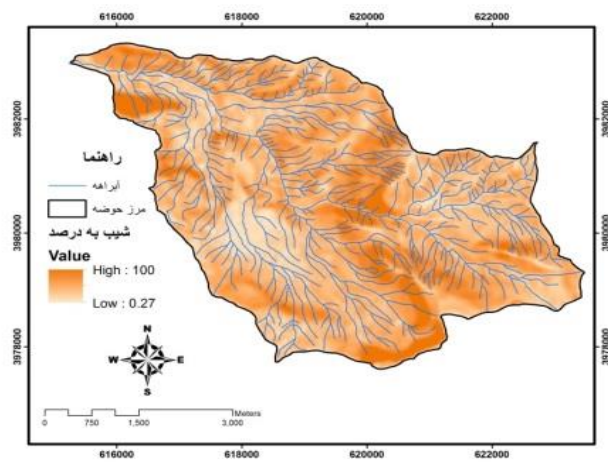 616000 618000 620000 622000
3982000 3982000
راهنما
آبراهه
مرز حوضه
3980000 3980000
شیب به درصد
Value
High : 100
Low : 0.27
3978000 3978000
N
W E
S
Meters
0 750 1,500 3,000
616000 618000 620000 622000